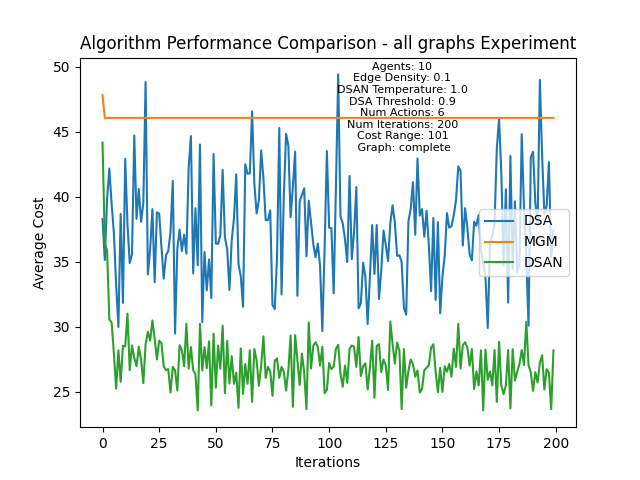 Algorithm Performance Comparison - all graphs Experiment
50
45
40
35
30
25
Average Cost
Agents: 10
Edge Density: 0.1
DSAN Temperature: 1.0
DSA Threshold: 0.9
Num Actions: 6
Num Iterations: 200
Cost Range: 101
Graph: complete
DSA
MGM
DSAN
0 25 50 75 100 125 150 175 200
Iterations